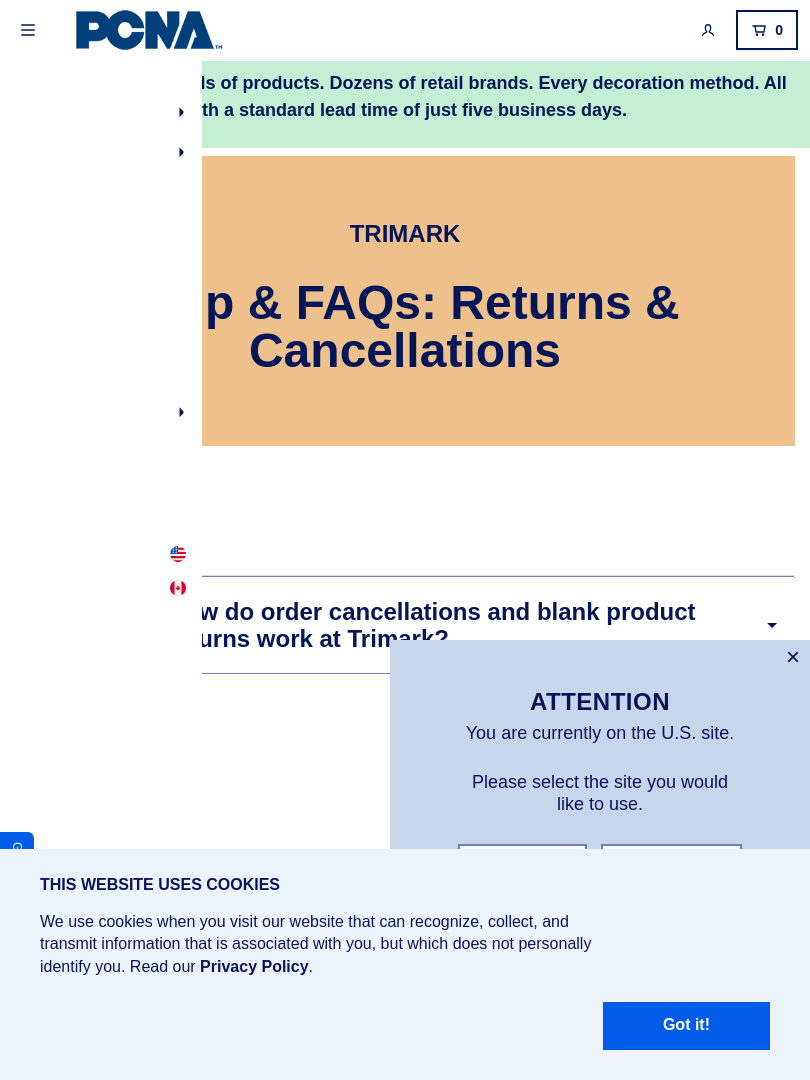 PCNA™
0
ls of products. Dozens of retail brands. Every decoration method. All
th a standard lead time of just five business days.
TRIMARK
p & FAQs: Returns &
Cancellations
w do order cancellations and blank product
urns work at Trimark?
ATTENTION
You are currently on the U.S. site.
Please select the site you would
like to use.
THIS WEBSITE USES COOKIES
We use cookies when you visit our website that can recognize, collect, and
transmit information that is associated with you, but which does not personally
identify you. Read our Privacy Policy.
Got it!